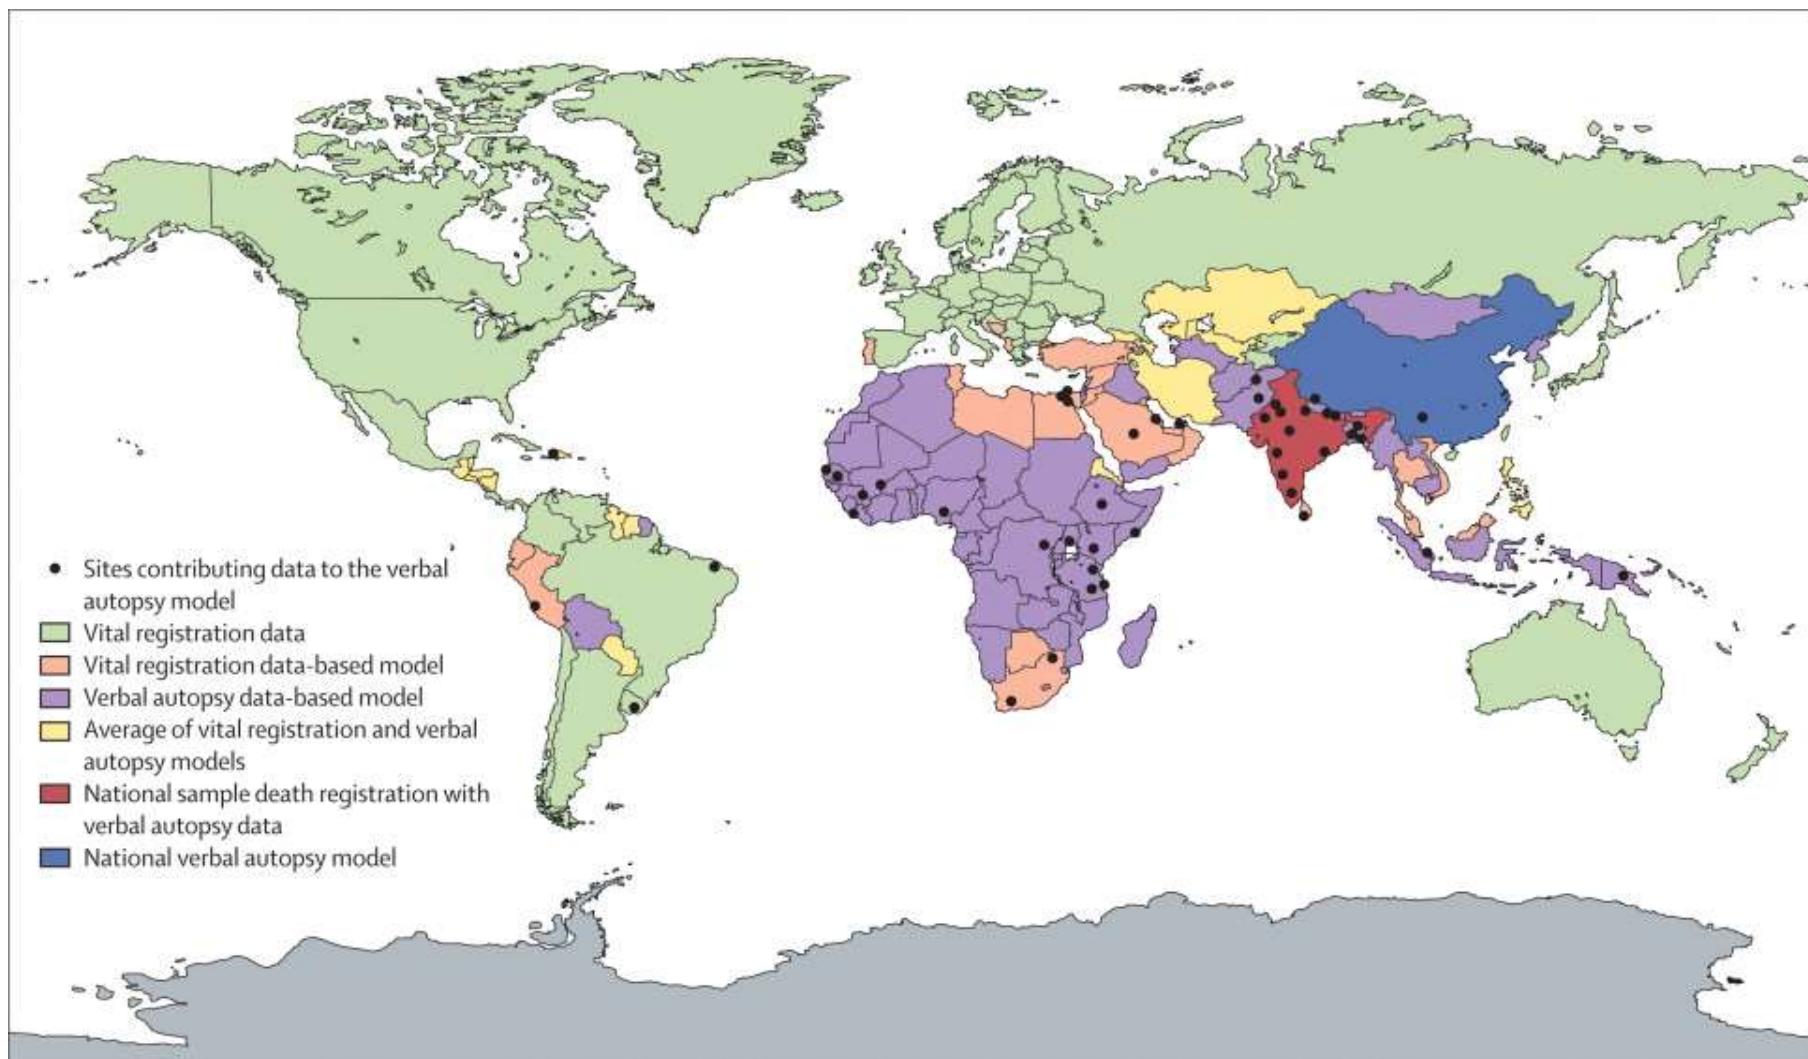 Sites contributing data to the verbal
autopsy model
Vital registration data
Vital registration data-based model
Verbal autopsy data-based model
Average of vital registration and verbal
autopsy models
National sample death registration with
verbal autopsy data
National verbal autopsy model